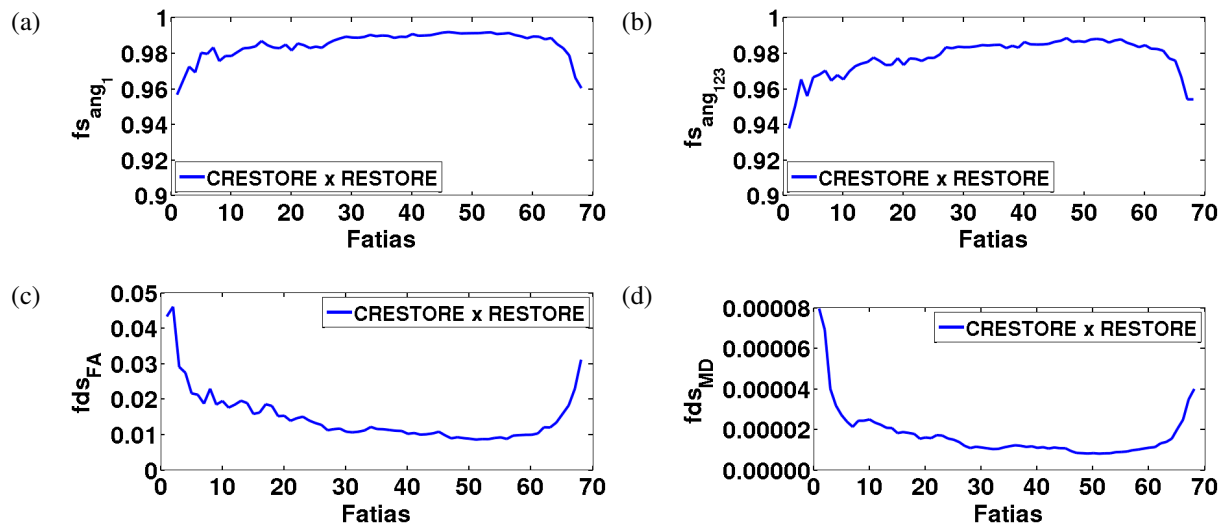 (a)
1
0.98
0.96
0.94
0.92
0.9
fs_ang_1
CRESTORE x RESTORE
0 10 20 30 40 50 60 70
Fatias
(b)
1
0.98
0.96
0.94
0.92
0.9
fs_ang_123
CRESTORE x RESTORE
0 10 20 30 40 50 60 70
Fatias
(c)
0.05
0.04
0.03
0.02
0.01
0
fds_FA
CRESTORE x RESTORE
0 10 20 30 40 50 60 70
Fatias
(d)
0.00008
0.00006
0.00004
0.00002
0.00000
fds_MD
CRESTORE x RESTORE
0 10 20 30 40 50 60 70
Fatias